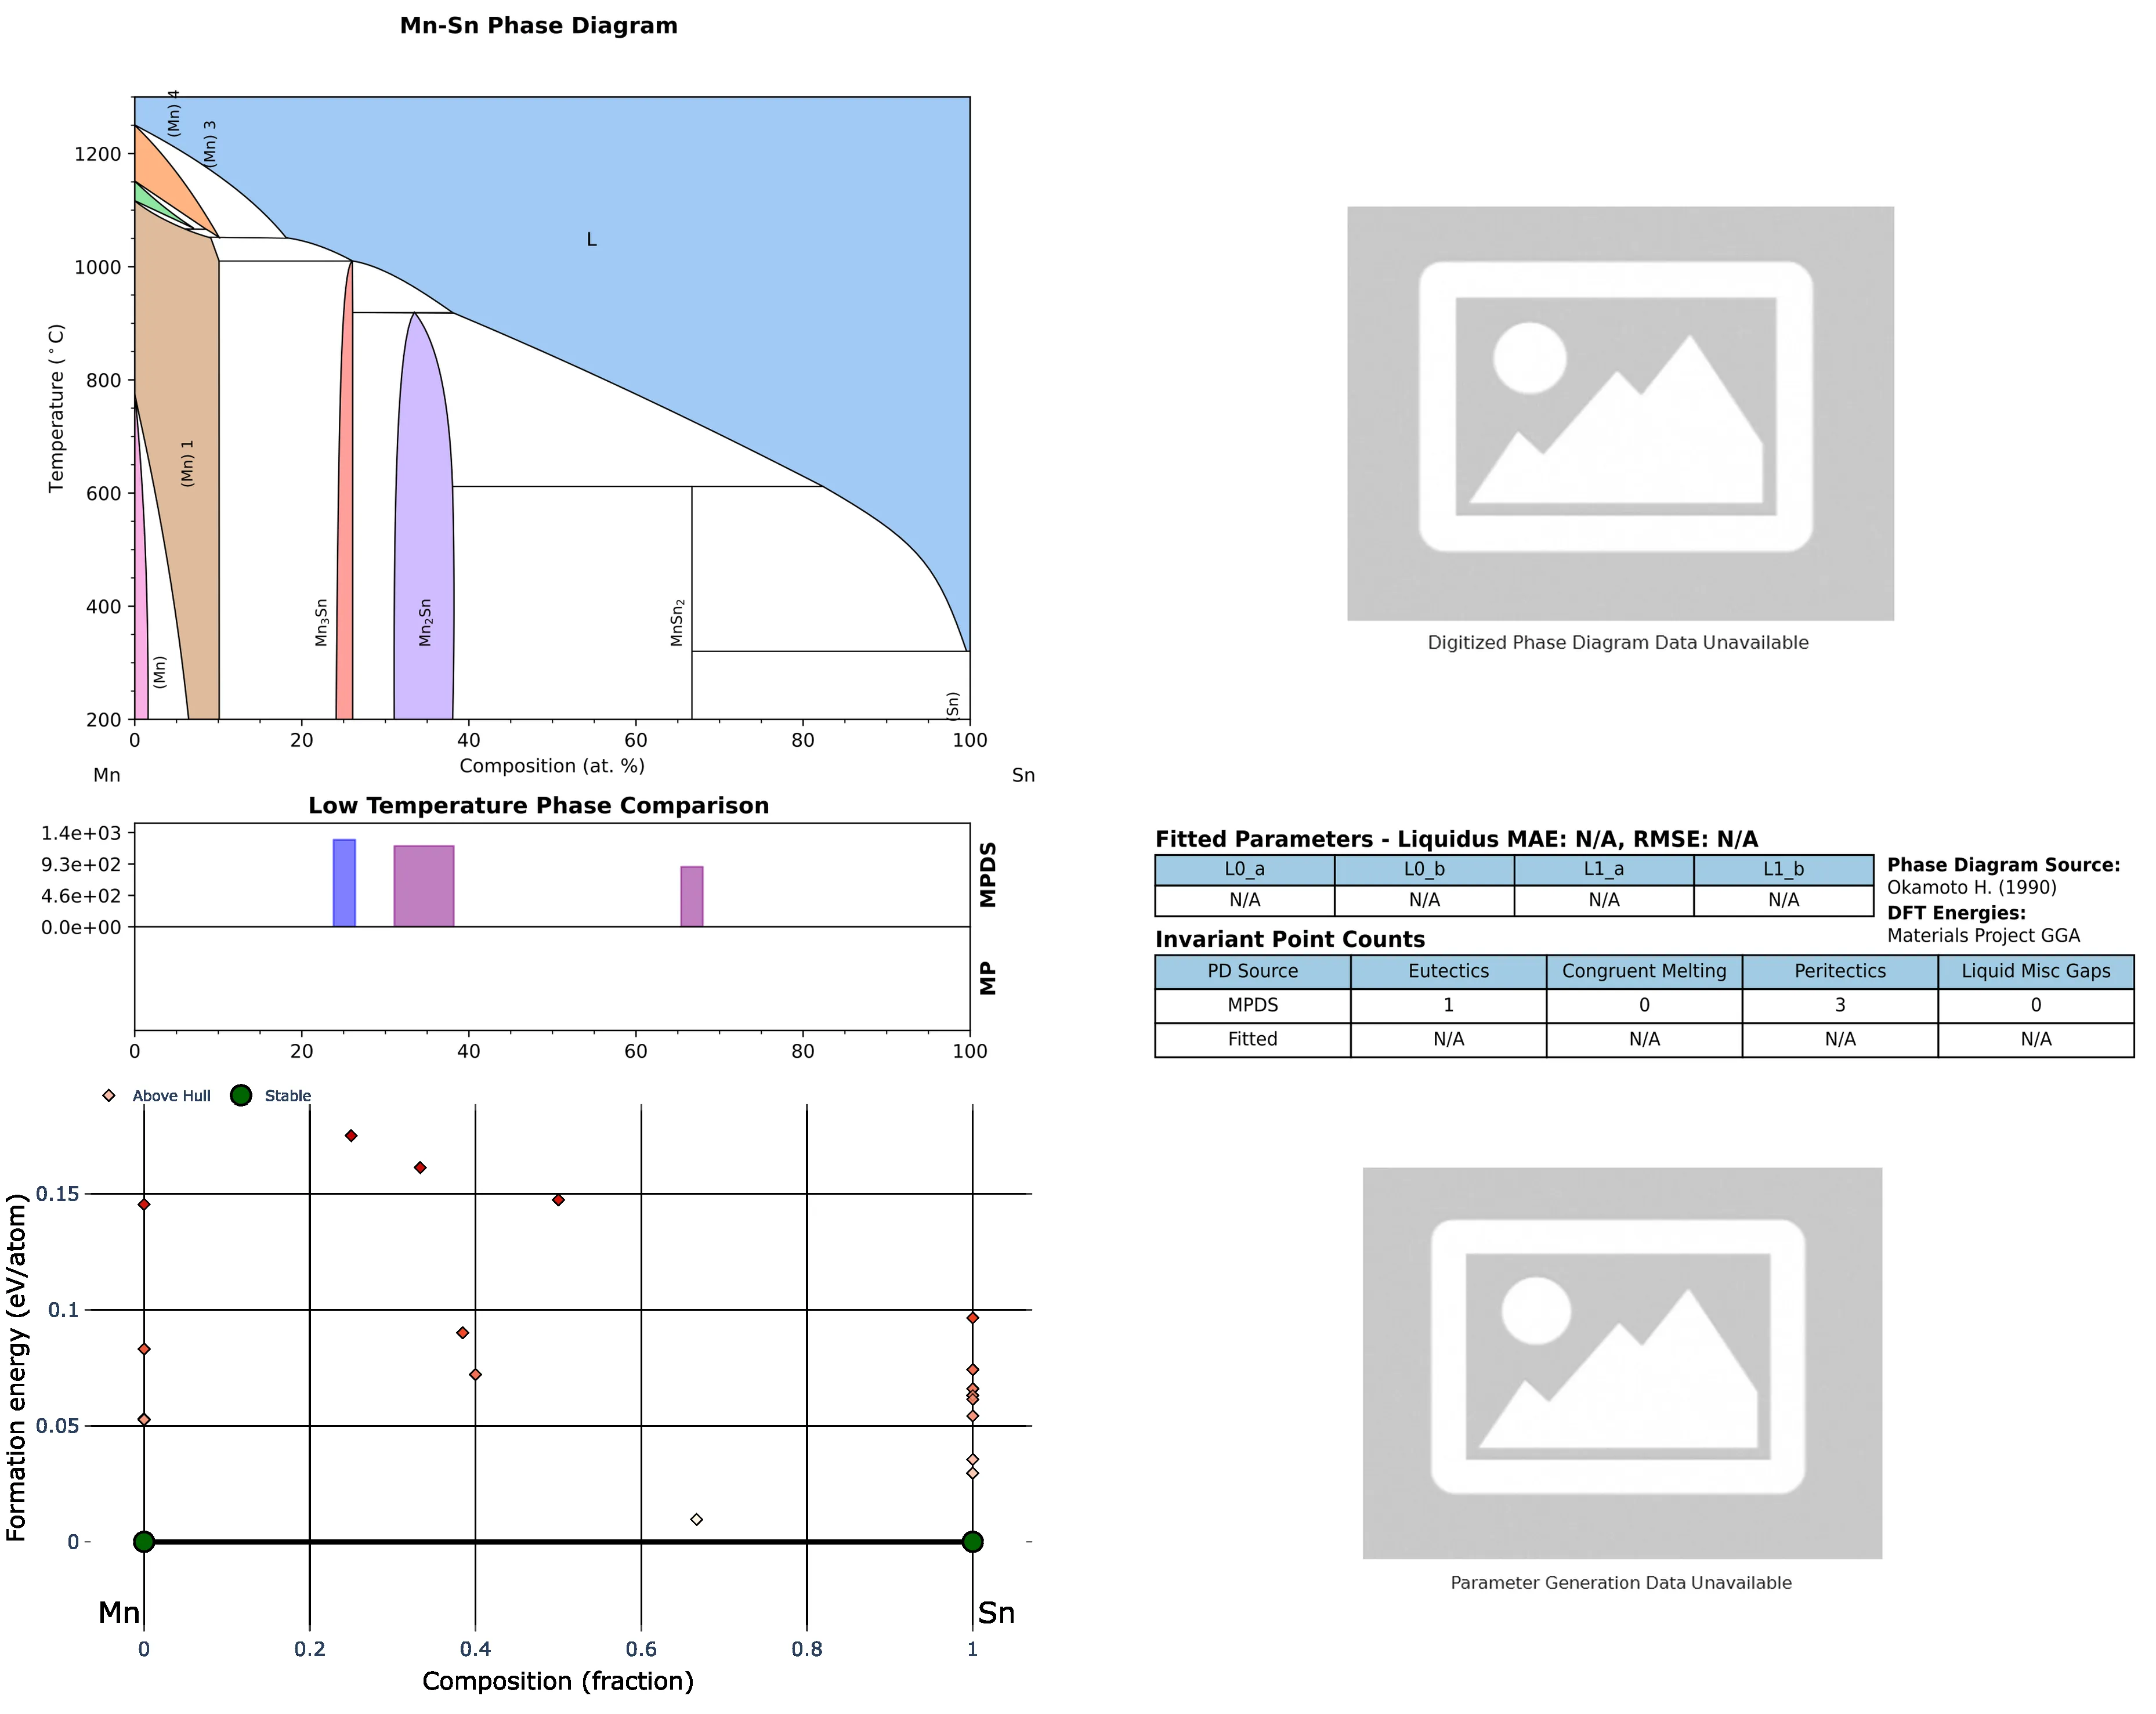 Mn-Sn Phase Diagram
(Mn) 4
(Mn) 3
1200
1000
800
600
400
200
Temperature (°C)
L
(Mn) 1
(Mn)
Mn₃Sn
Mn₂Sn
MnSn₂
(Sn)
0 20 40 60 80 100
Composition (at. %)
Mn Sn
Digitized Phase Diagram Data Unavailable
Low Temperature Phase Comparison
1.4e+03
9.3e+02
4.6e+02
0.0e+00
MPDS
MP
0 20 40 60 80 100
Fitted Parameters - Liquidus MAE: N/A, RMSE: N/A
L0_a L0_b L1_a L1_b
N/A N/A N/A N/A
Phase Diagram Source:
Okamoto H. (1990)
DFT Energies:
Materials Project GGA
Invariant Point Counts
PD Source Eutectics Congruent Melting Peritectics Liquid Misc Gaps
MPDS 1 0 3 0
Fitted N/A N/A N/A N/A
Above Hull Stable
0.15
0.1
0.05
0
Formation energy (eV/atom)
Mn Sn
0 0.2 0.4 0.6 0.8 1
Composition (fraction)
Parameter Generation Data Unavailable